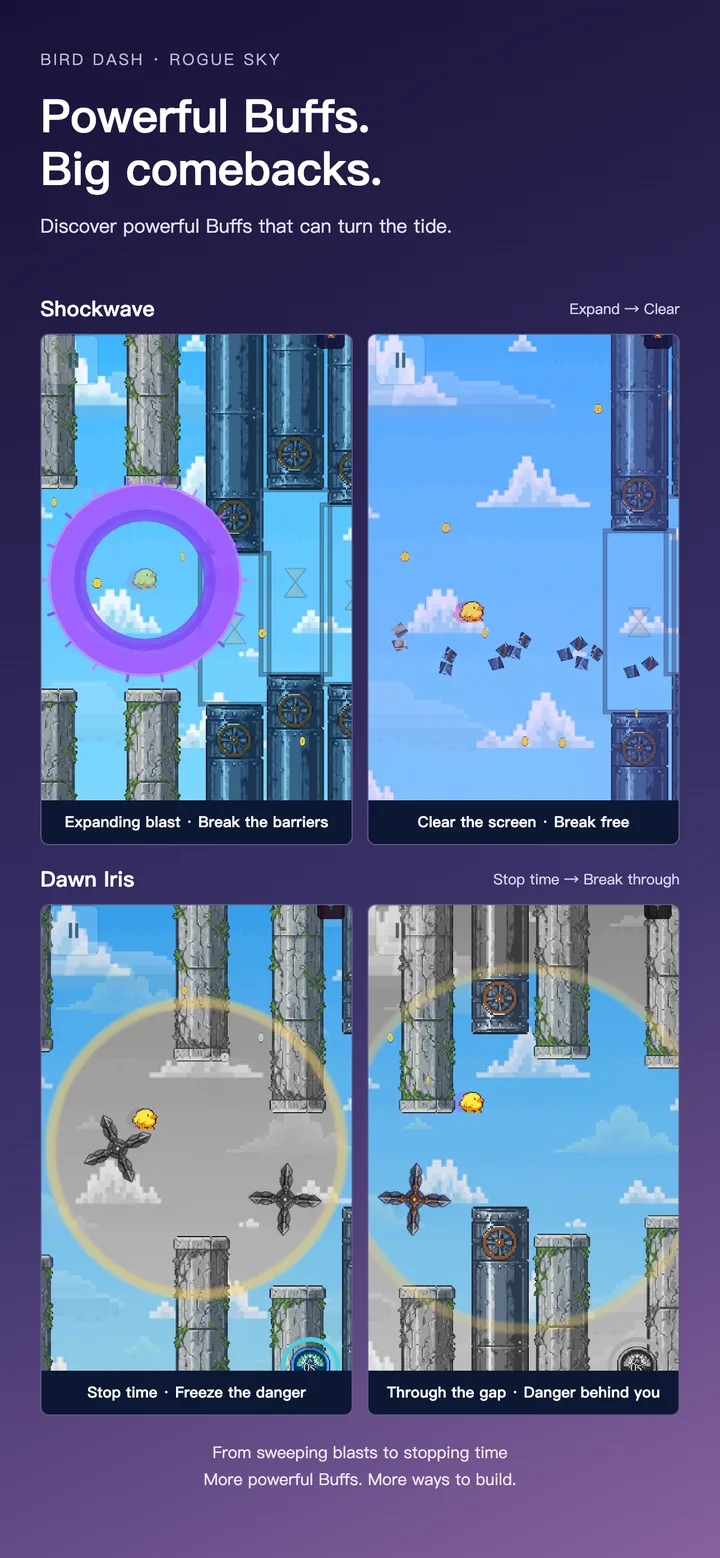 BIRD DASH · ROGUE SKY
Powerful Buffs.
Big comebacks.
Discover powerful Buffs that can turn the tide.
Shockwave
Expand → Clear
Expanding blast · Break the barriers
Clear the screen · Break free
Dawn Iris
Stop time → Break through
Stop time · Freeze the danger
Through the gap · Danger behind you
From sweeping blasts to stopping time
More powerful Buffs. More ways to build.